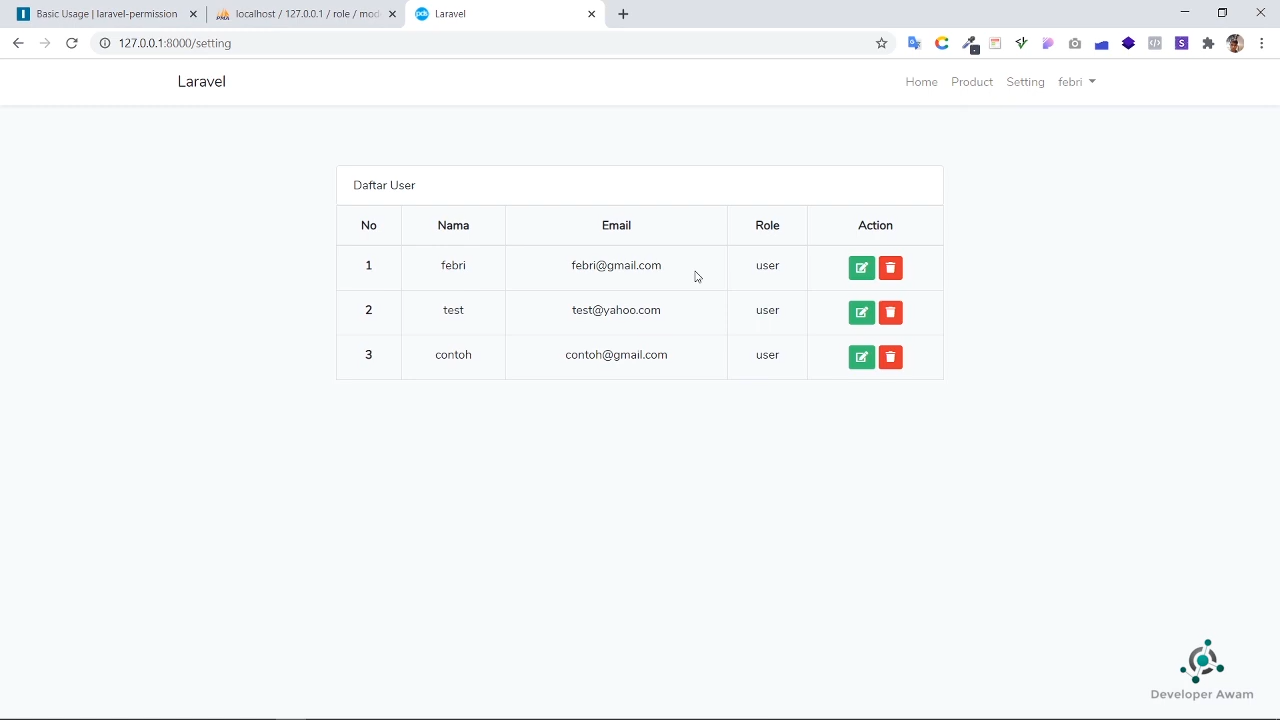 Basic Usage | laravel-permission
localhost / 127.0.0.1 / role / mod
Laravel
127.0.0.1:8000/setting
Laravel Home Product Setting febri
Daftar User
No Nama Email Role Action
1 febri febri@gmail.com user
2 test test@yahoo.com user
3 contoh contoh@gmail.com user
Developer Awam